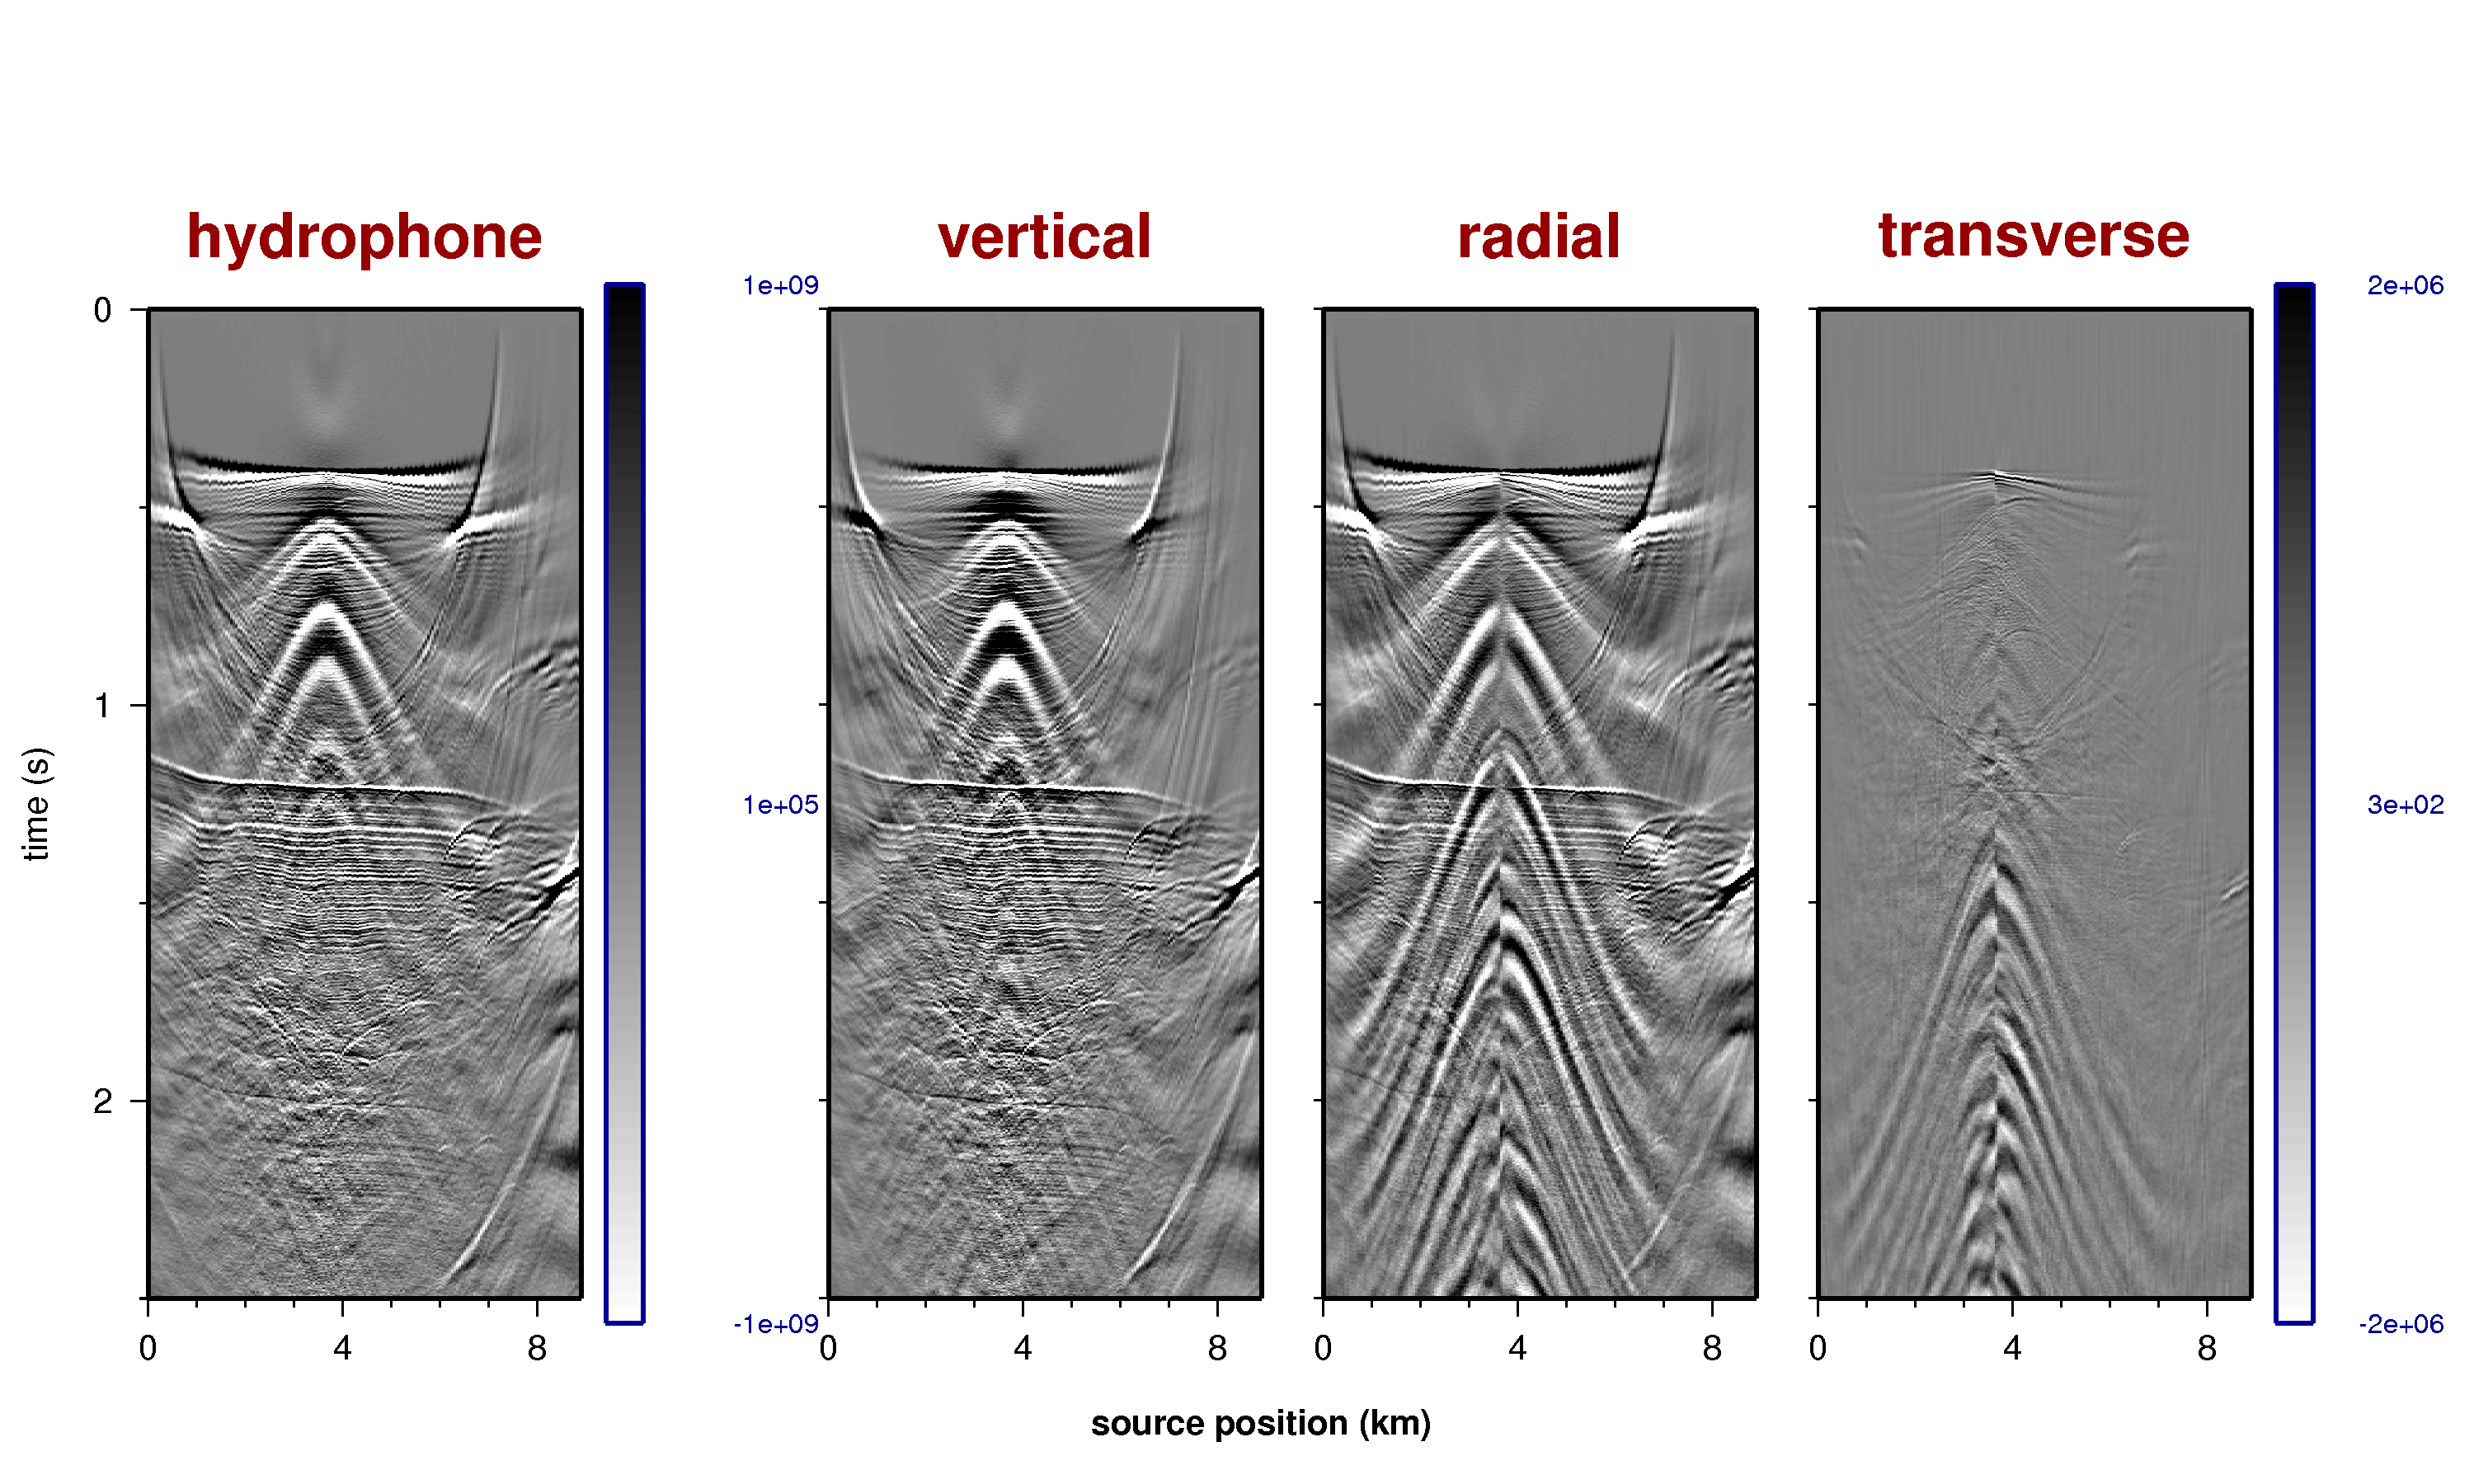 hydrophone vertical radial transverse
1e+09 2e+06
0
1
1e+05 3e+02
time (s)
2
-1e+09 -2e+06
0 4 8 0 4 8 0 4 8 0 4 8
source position (km)